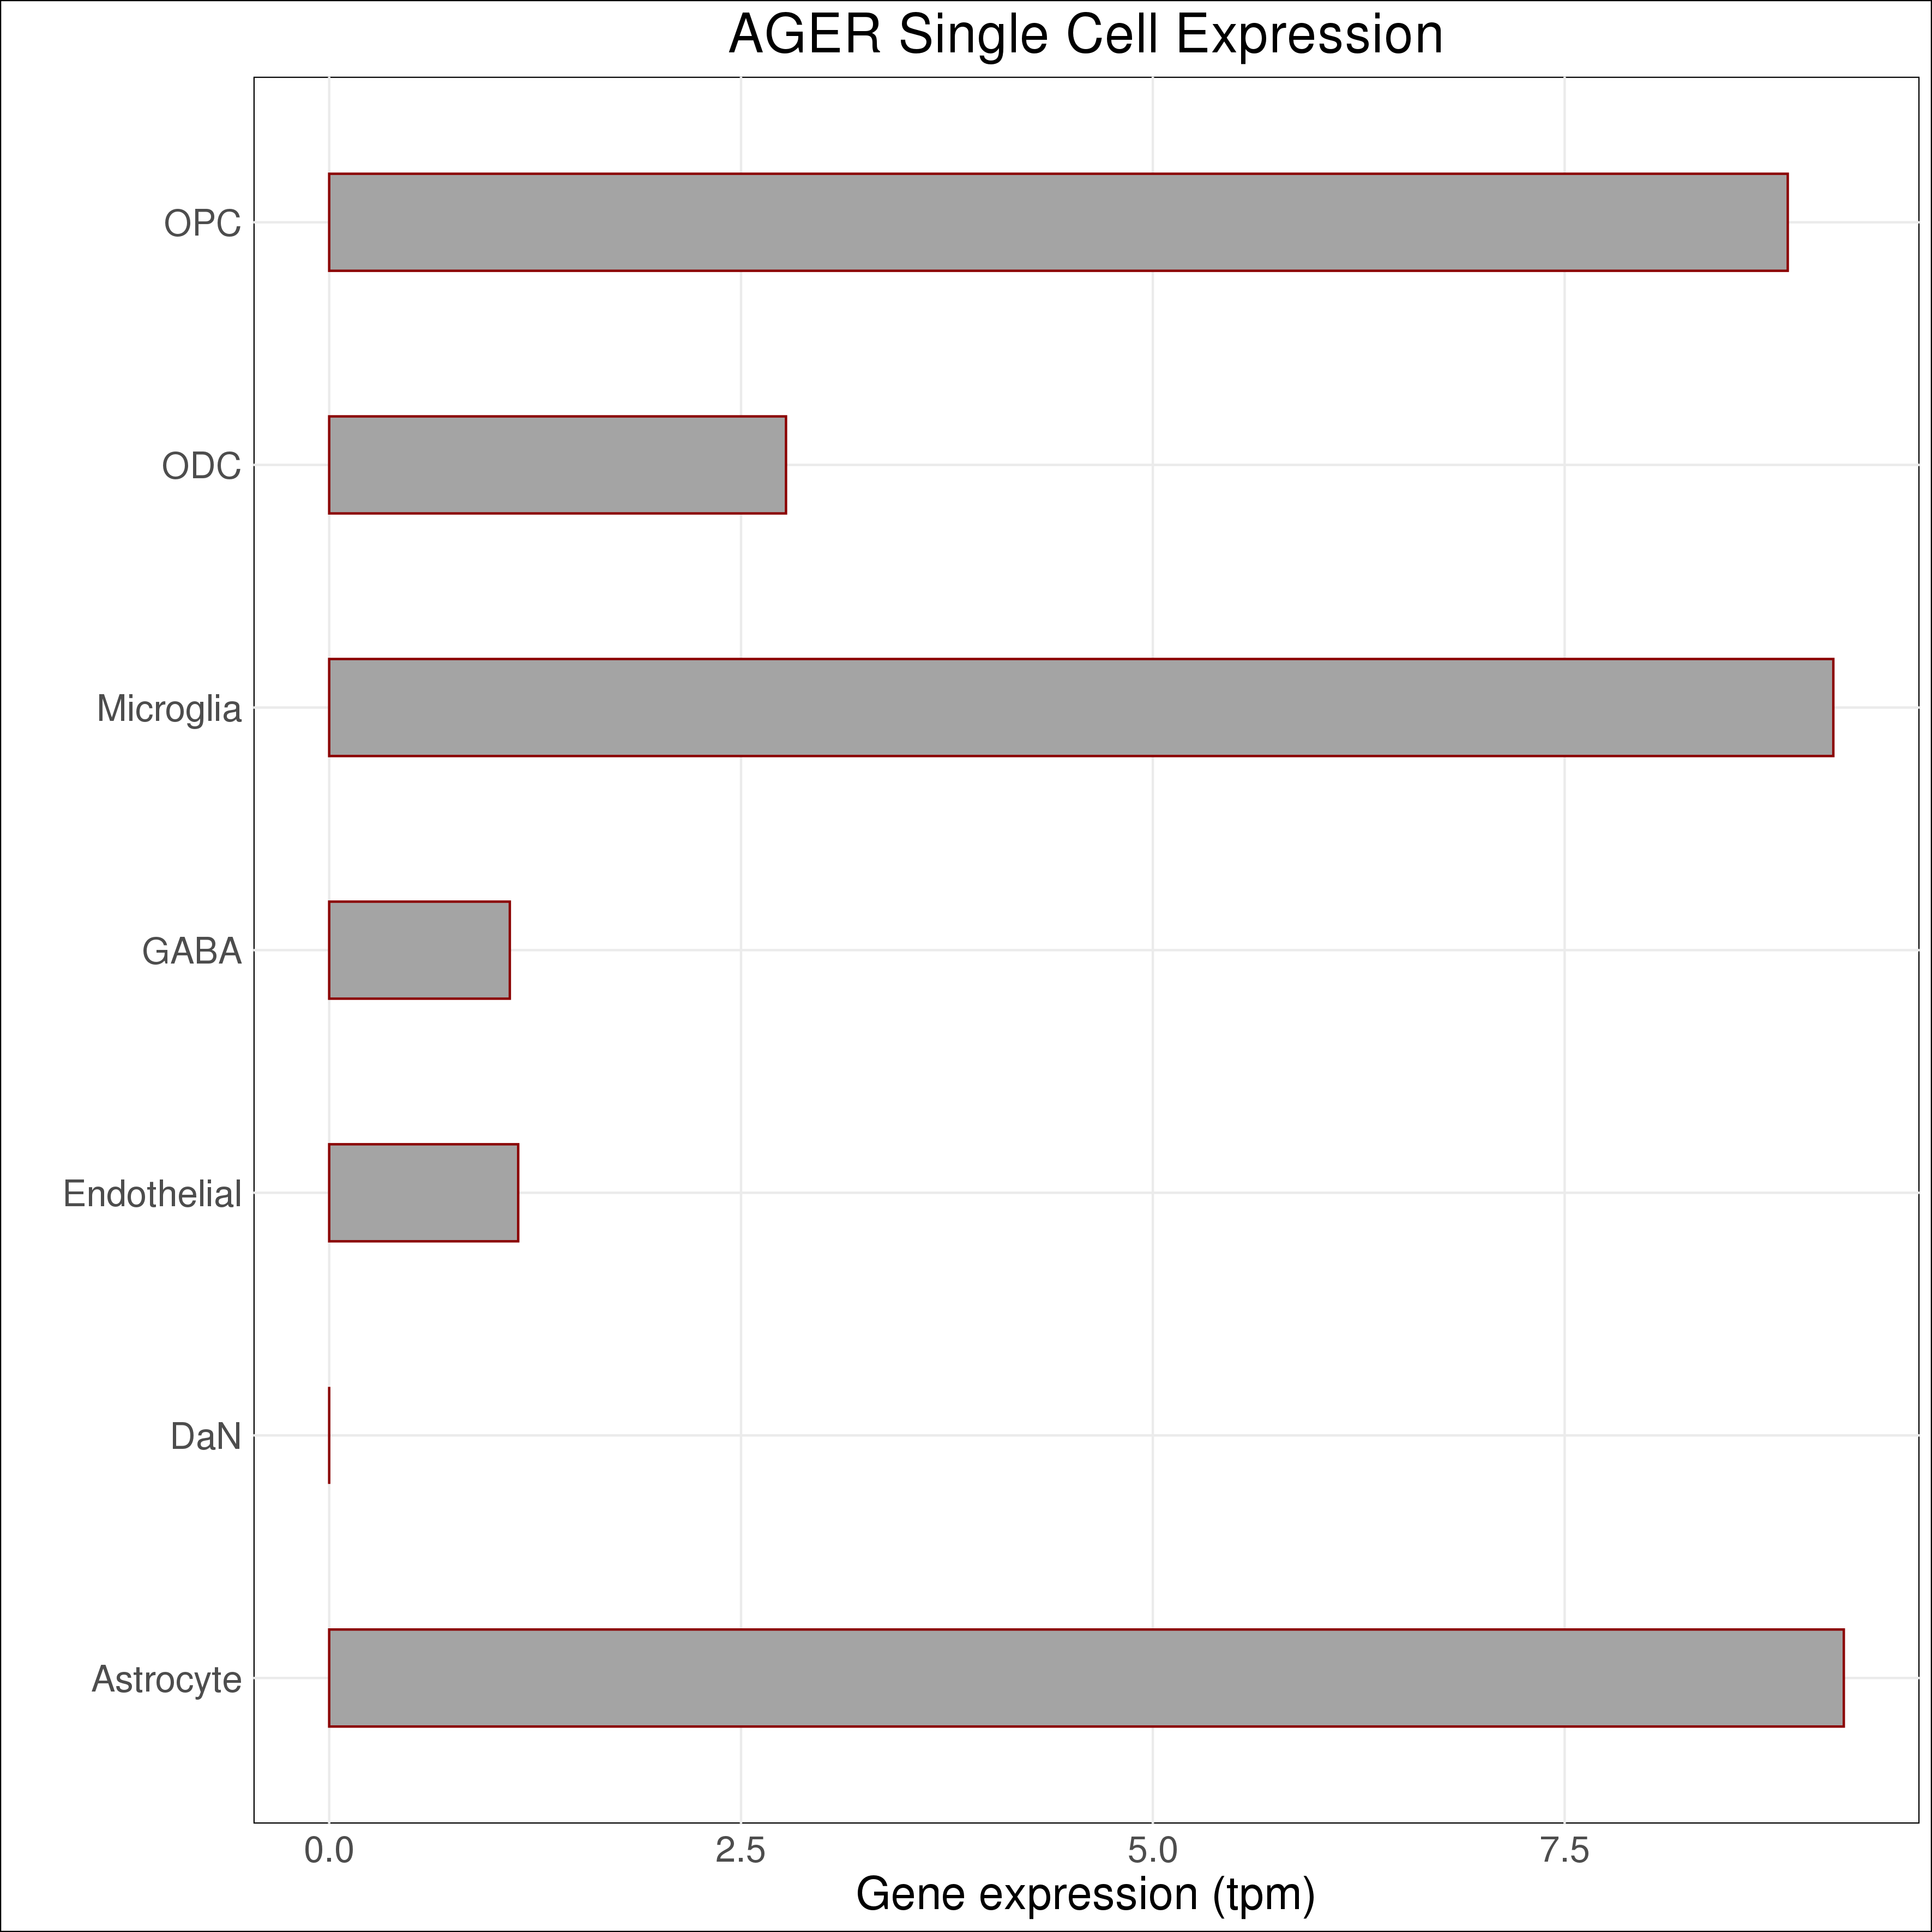 AGER Single Cell Expression
OPC
ODC
Microglia
GABA
Endothelial
DaN
Astrocyte
0.0 2.5 5.0 7.5
Gene expression (tpm)